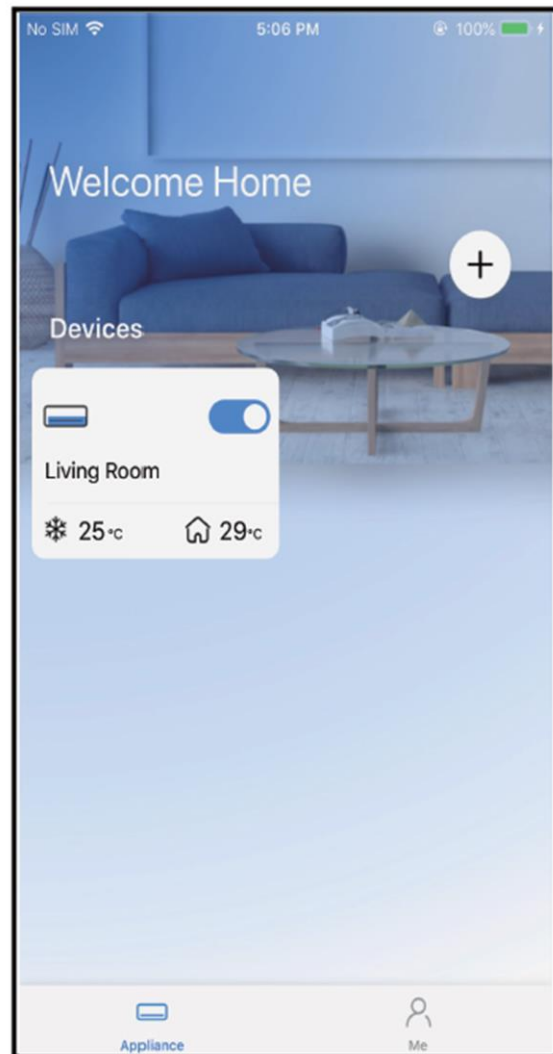 No SIM 5:06 PM 100%
Welcome Home
+
Devices
Living Room
25°C 29°C
Appliance Me